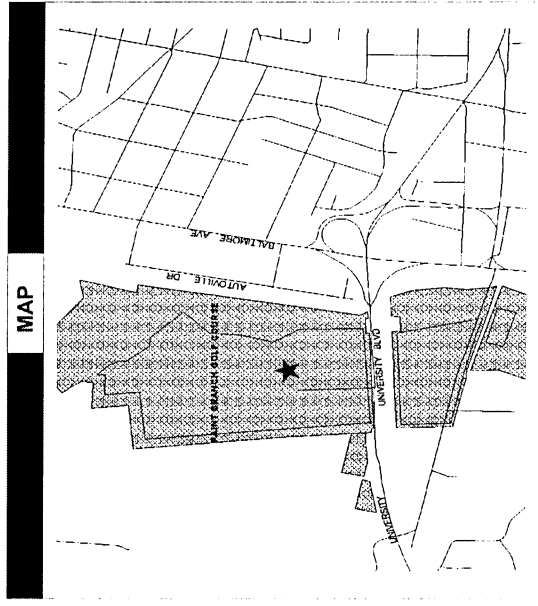 MAP
BALTIMORE AVE
AUTOVILLE DR
PAINT BRANCH GOLF COURSE
UNIVERSITY BLVD
UNIVERSITY